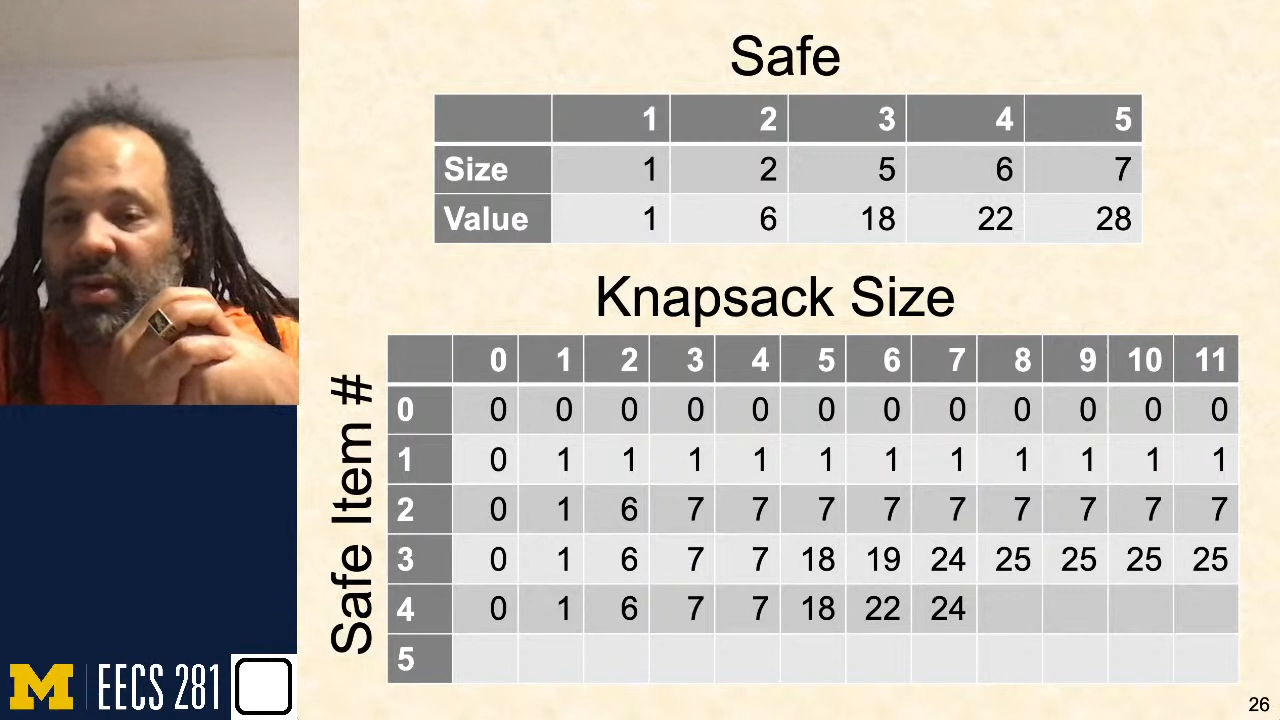 Safe
1 2 3 4 5
Size 1 2 5 6 7
Value 1 6 18 22 28
Knapsack Size
0 1 2 3 4 5 6 7 8 9 10 11
Safe Item #
0 0 0 0 0 0 0 0 0 0 0 0 0
1 0 1 1 1 1 1 1 1 1 1 1 1
2 0 1 6 7 7 7 7 7 7 7 7 7
3 0 1 6 7 7 18 19 24 25 25 25 25
4 0 1 6 7 7 18 22 24
5
M EECS 281
26